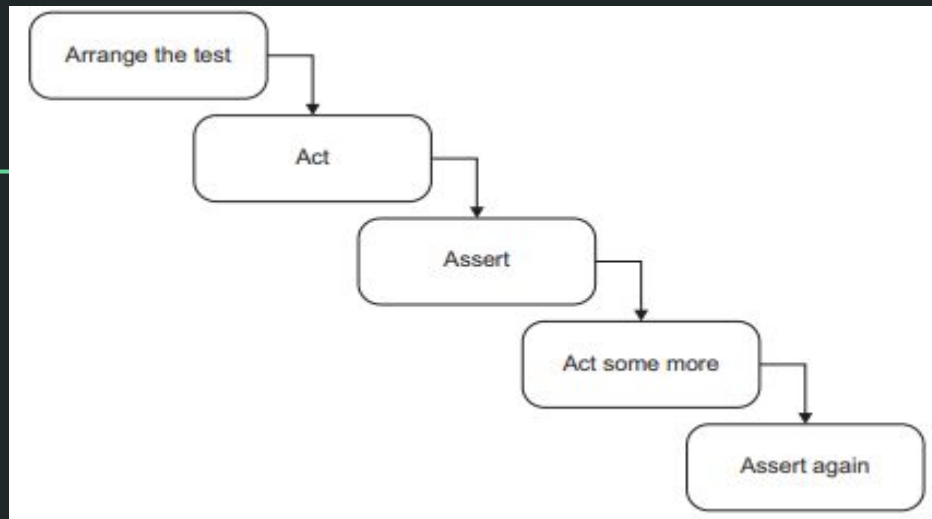 Arrange the test
Act
Assert
Act some more
Assert again